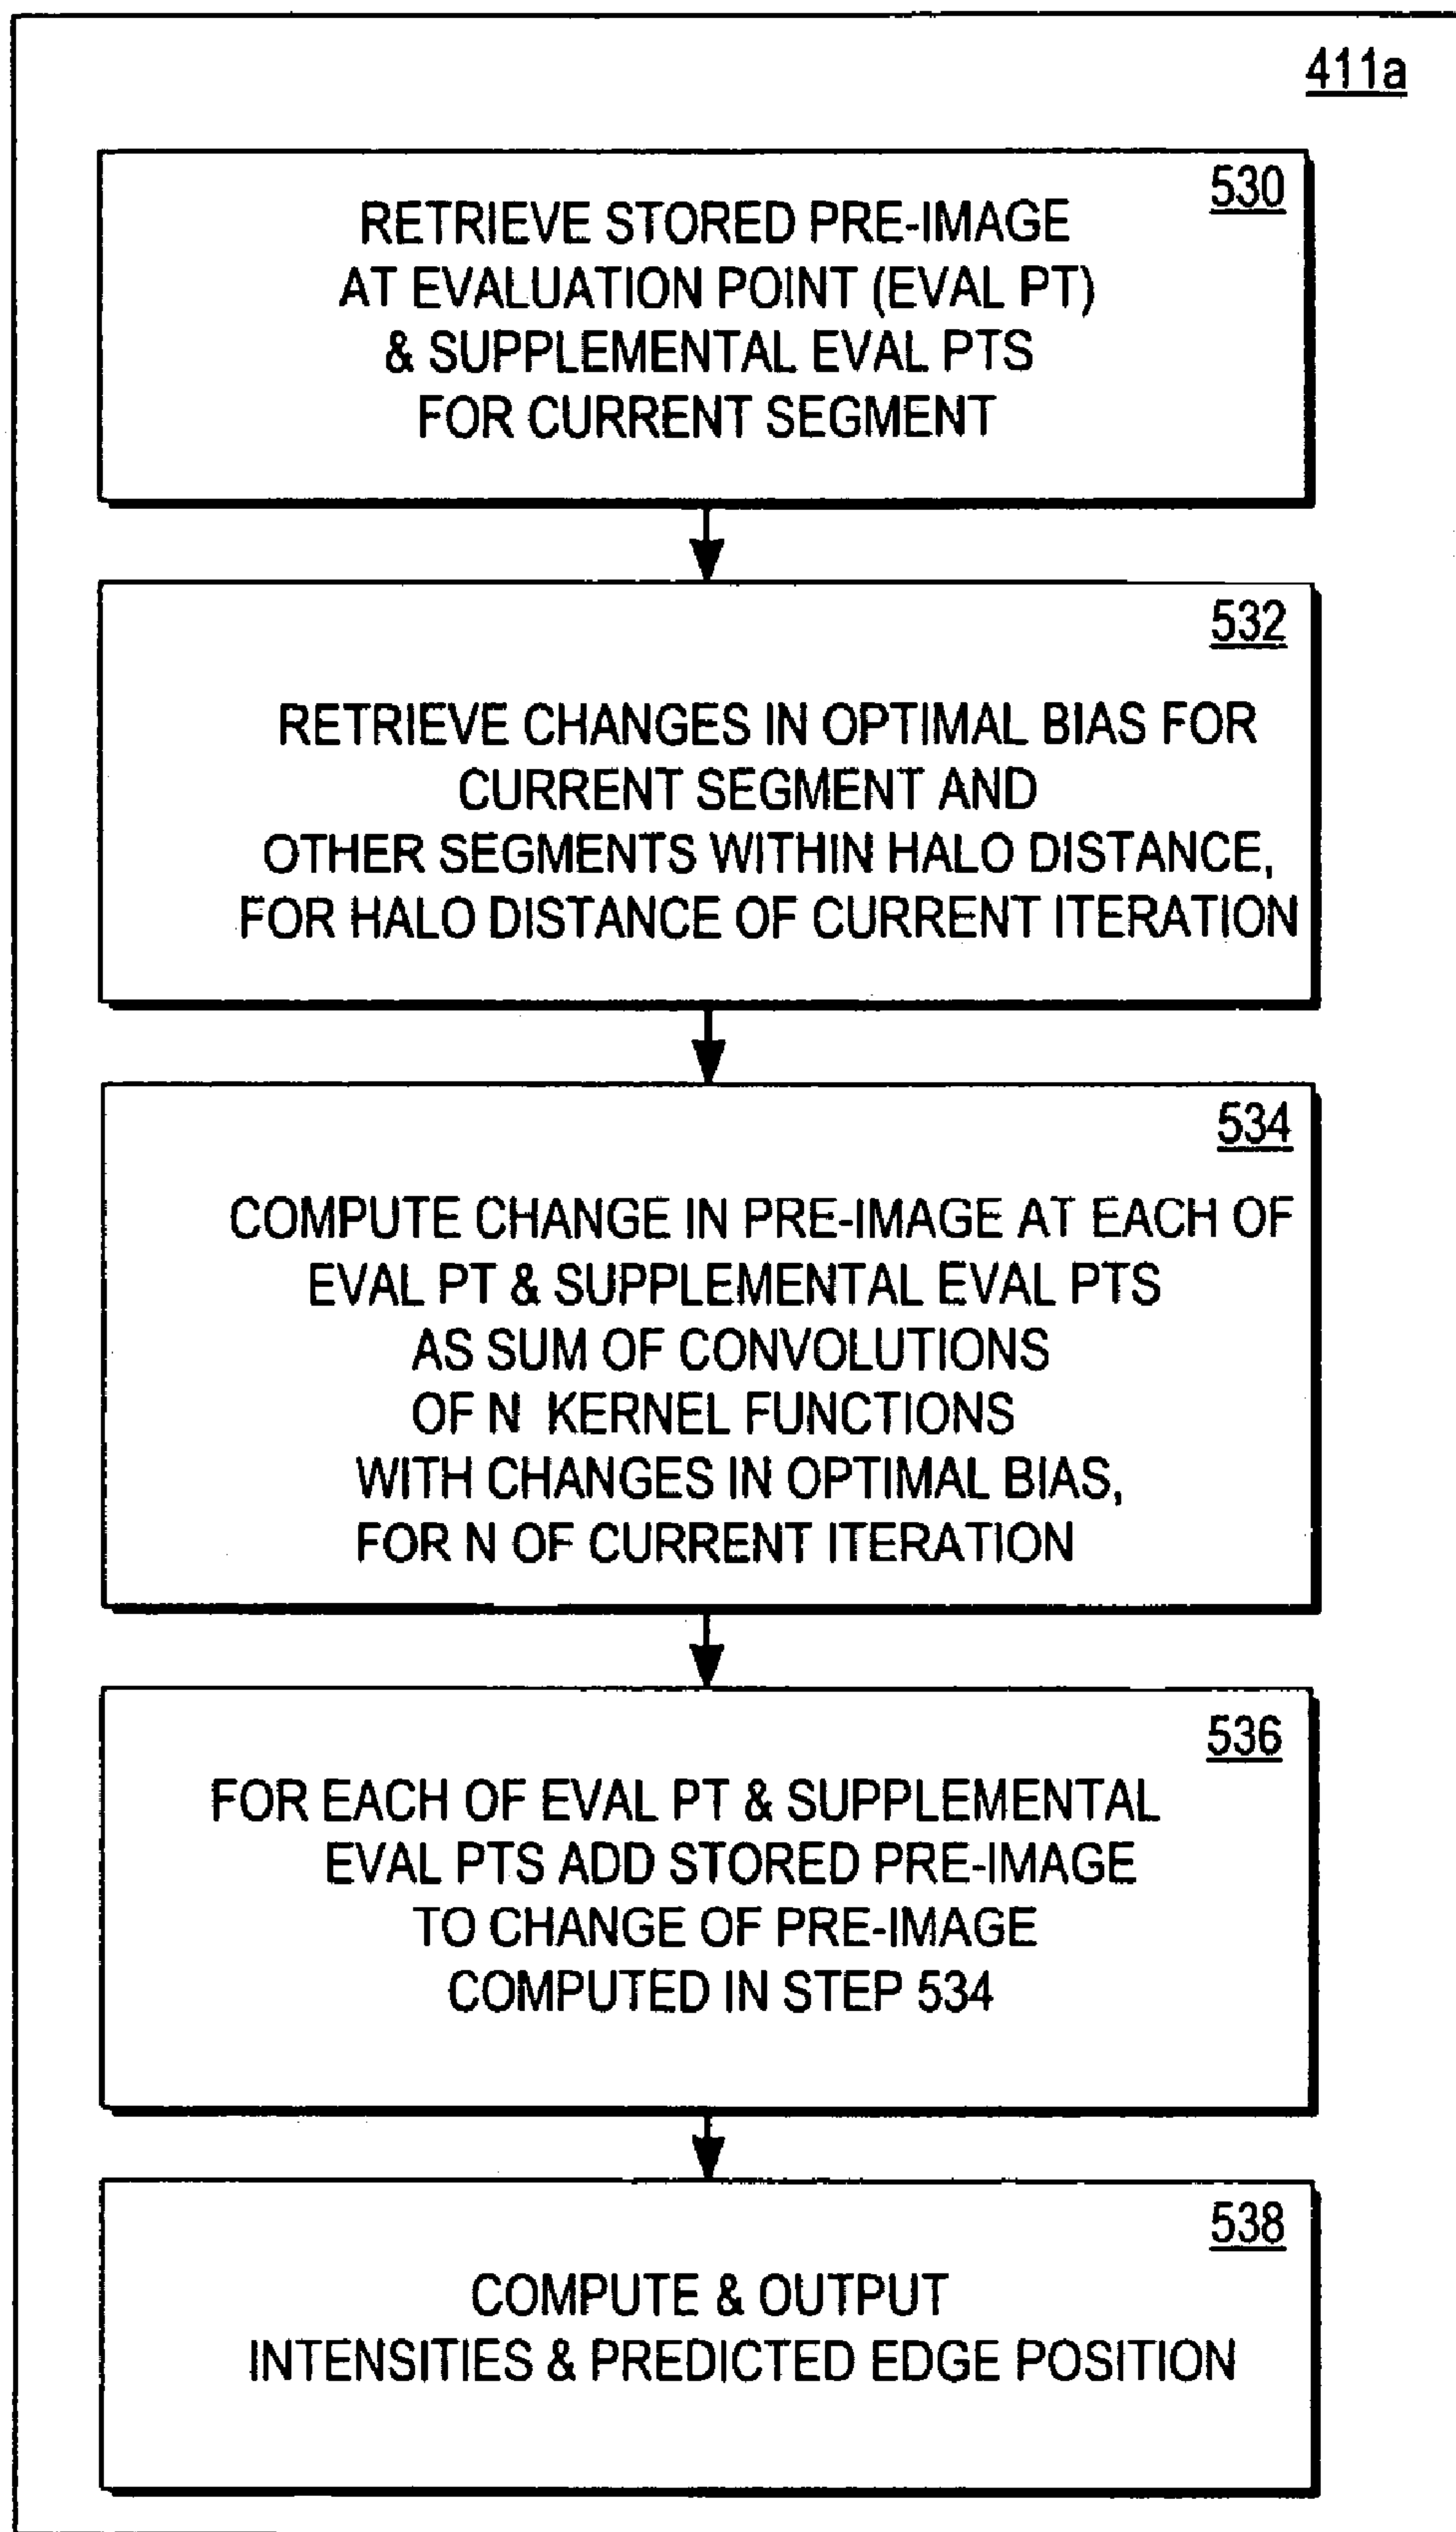 411a
530
RETRIEVE STORED PRE-IMAGE
AT EVALUATION POINT (EVAL PT)
& SUPPLEMENTAL EVAL PTS
FOR CURRENT SEGMENT
532
RETRIEVE CHANGES IN OPTIMAL BIAS FOR
CURRENT SEGMENT AND
OTHER SEGMENTS WITHIN HALO DISTANCE,
FOR HALO DISTANCE OF CURRENT ITERATION
534
COMPUTE CHANGE IN PRE-IMAGE AT EACH OF
EVAL PT & SUPPLEMENTAL EVAL PTS
AS SUM OF CONVOLUTIONS
OF N KERNEL FUNCTIONS
WITH CHANGES IN OPTIMAL BIAS,
FOR N OF CURRENT ITERATION
536
FOR EACH OF EVAL PT & SUPPLEMENTAL
EVAL PTS ADD STORED PRE-IMAGE
TO CHANGE OF PRE-IMAGE
COMPUTED IN STEP 534
538
COMPUTE & OUTPUT
INTENSITIES & PREDICTED EDGE POSITION